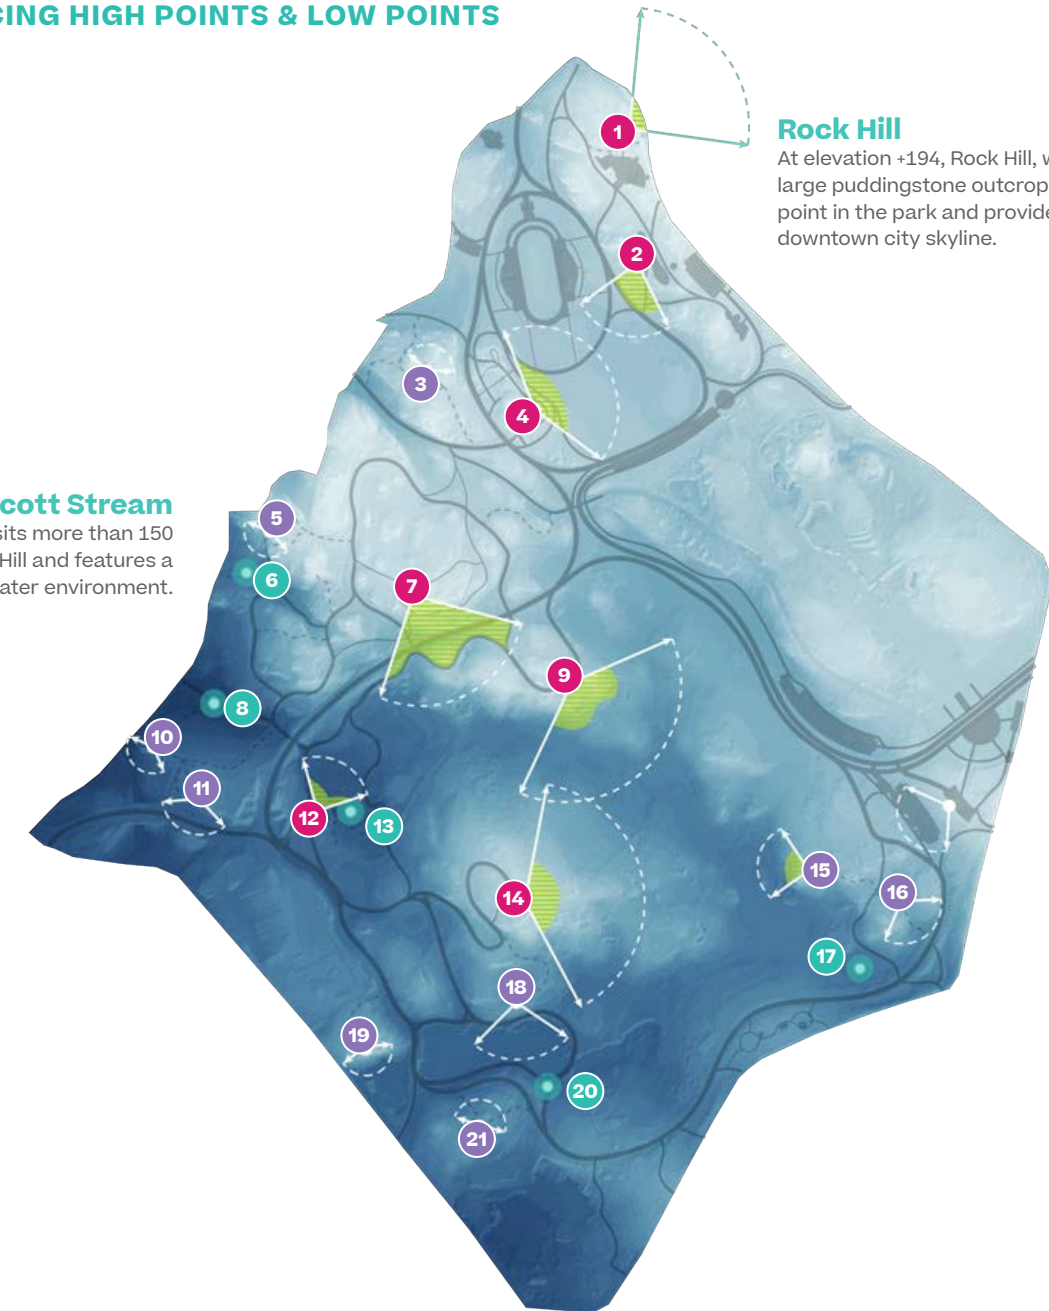 CING HIGH POINTS & LOW POINTS
Rock Hill
At elevation +194, Rock Hill, w
large puddingstone outcrop
point in the park and provide
downtown city skyline.
cott Stream
sits more than 150
Hill and features a
ater environment.
1
2
3
4
5
6
7
8
9
10
11
12
13
14
15
16
17
18
19
20
21